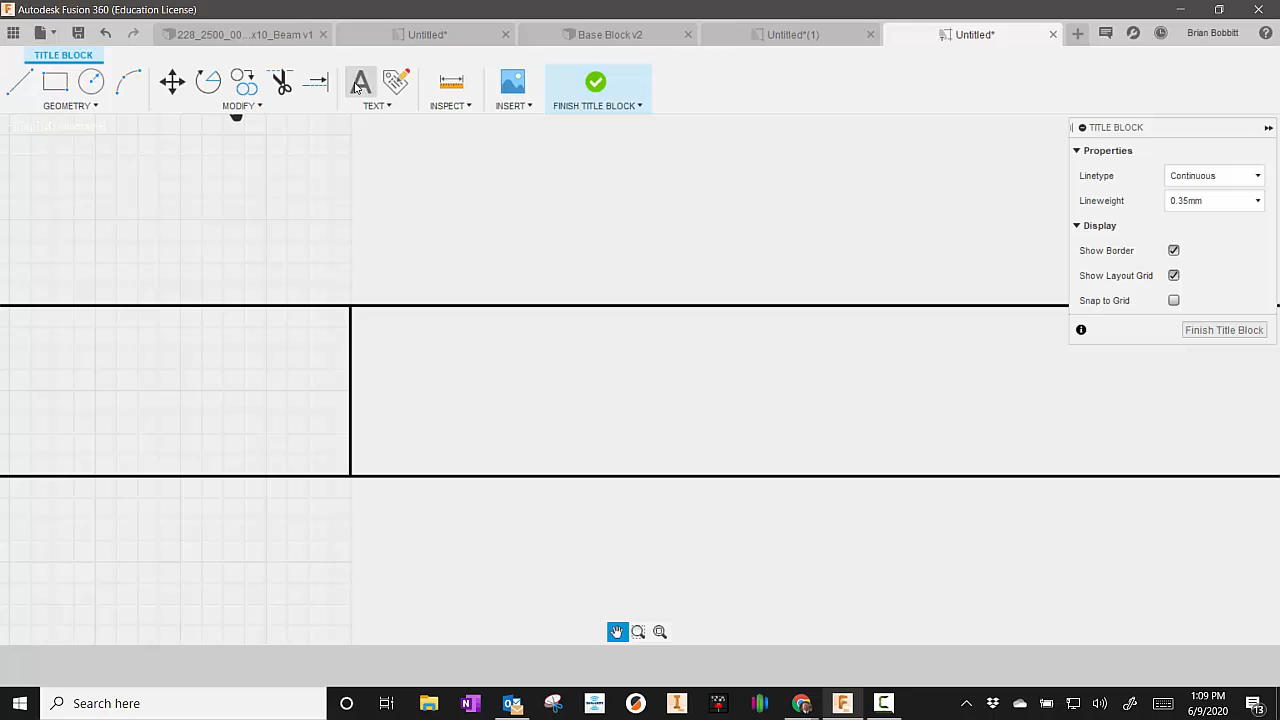 Autodesk Fusion 360 (Education License)
228_2500_00...x10_Beam v1
Untitled*
Base Block v2
Untitled*(1)
Untitled*
Brian Bobbitt
TITLE BLOCK
GEOMETRY
MODIFY
TEXT
INSPECT
INSERT
FINISH TITLE BLOCK
TITLE BLOCK
Properties
Linetype Continuous
Lineweight 0.35mm
Display
Show Border
Show Layout Grid
Snap to Grid
Finish Title Block
Search here
1:09 PM
6/9/2020